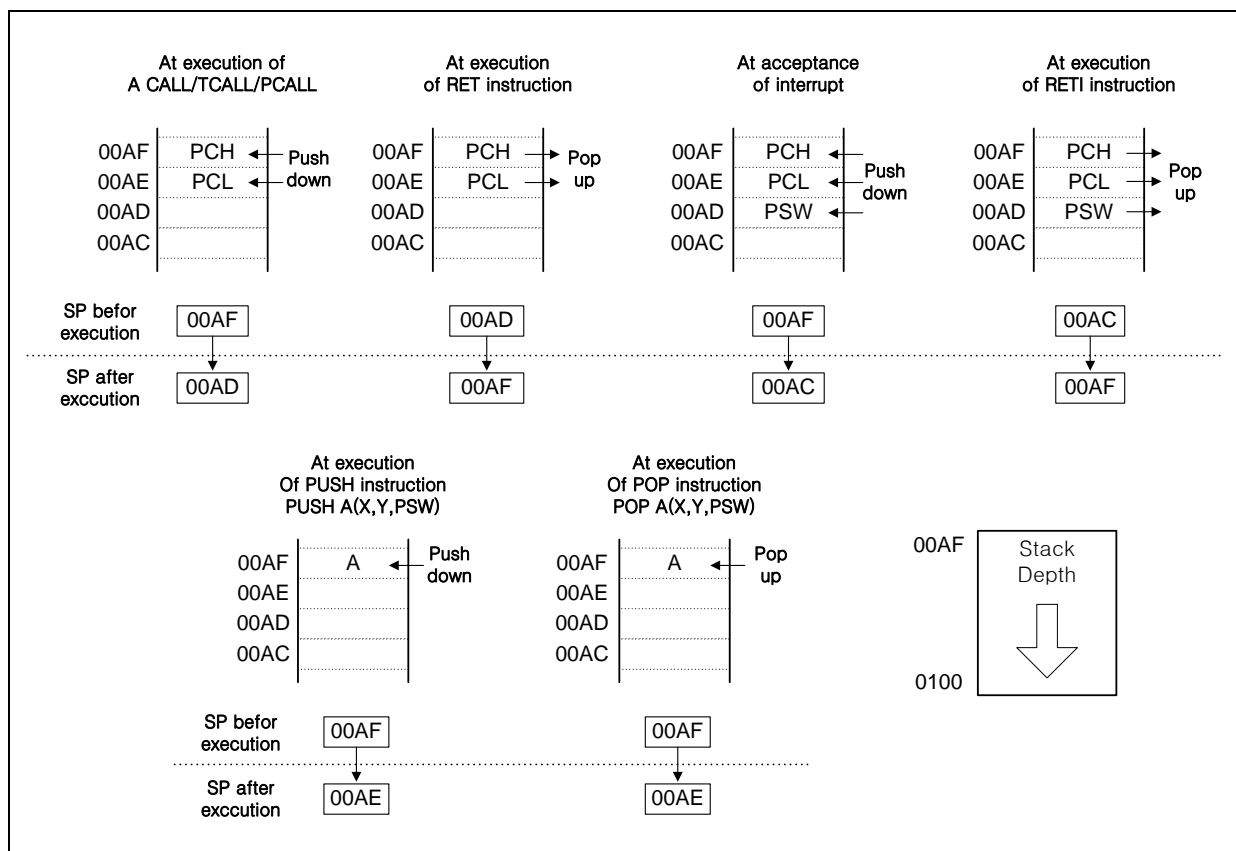 At execution of
A CALL/TCALL/PCALL
At execution
of RET instruction
At acceptance
of interrupt
At execution
of RETI instruction
00AF PCH Push
00AE PCL down
00AD
00AC
00AF PCH Pop
00AE PCL up
00AD
00AC
00AF PCH
00AE PCL Push
00AD PSW down
00AC
00AF PCH
00AE PCL Pop
00AD PSW up
00AC
SP befor
execution
00AF
00AD
00AF
00AC
SP after
exccution
00AD
00AF
00AC
00AF
At execution
Of PUSH instruction
PUSH A(X,Y,PSW)
At execution
Of POP instruction
POP A(X,Y,PSW)
00AF A Push
down
00AE
00AD
00AC
00AF A Pop
up
00AE
00AD
00AC
00AF
Stack
Depth
0100
SP befor
execution
00AF
00AF
SP after
exccution
00AE
00AE